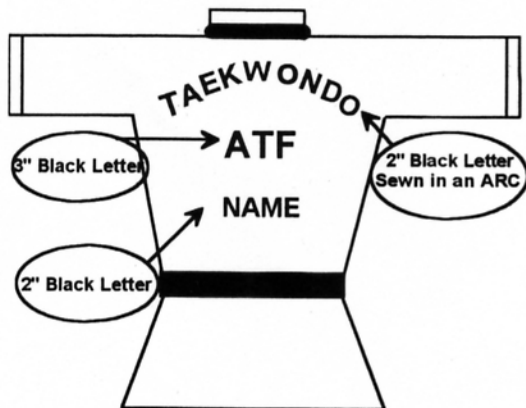 TAEKWONDO
3" Black Letter
ATF
2" Black Letter
Sewn in an ARC
NAME
2" Black Letter